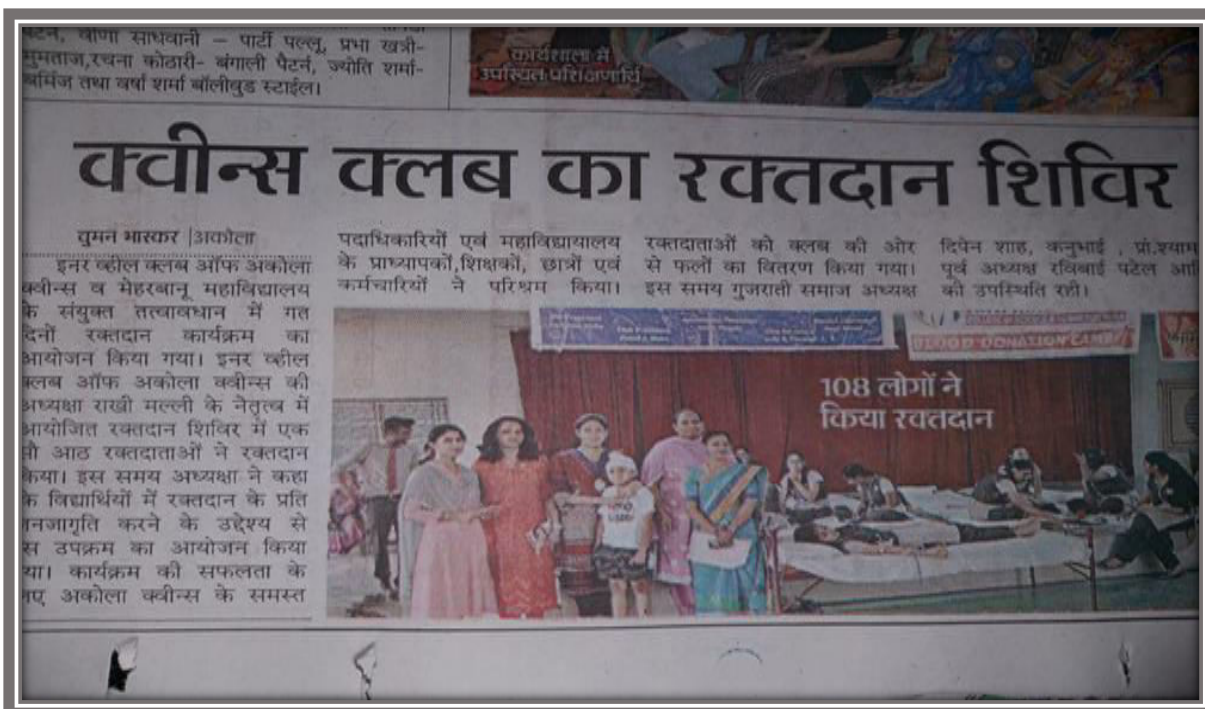 पैटर्न, वीणा साधवानी – पार्टी पल्लू, प्रभा खत्री-
मुमताज,रचना कोठारी- बंगाली पैटर्न, ज्योति शर्मा-
तथा वर्षा शर्मा बॉलीवुड स्टाईल।
कार्यशाला में
उपस्थित प्रशिक्षणार्थि
क्वीन्स क्लब का रक्तदान शिविर
वुमन भास्कर |अकोला
इनर व्हील क्लब ऑफ अकोला
क्वीन्स व मेहरबानू महाविद्यालय
के संयुक्त तत्वावधान में गत
दिनों रक्तदान कार्यक्रम का
आयोजन किया गया। इनर व्हील
क्लब ऑफ अकोला क्वीन्स की
अध्यक्षा राखी मल्ली के नेतृत्व में
आयोजित रक्तदान शिविर में एक
सौ आठ रक्तदाताओं ने रक्तदान
किया। इस समय अध्यक्षा ने कहा
कि विद्यार्थियों में रक्तदान के प्रति
जनजागृति करने के उद्देश्य से
इस उपक्रम का आयोजन किया
गया। कार्यक्रम की सफलता के
लिए अकोला क्वीन्स के समस्त
पदाधिकारियों एवं महाविद्यायालय
के प्राध्यापकों,शिक्षकों, छात्रों एवं
कर्मचारियों ने परिश्रम किया।
रक्तदाताओं को क्लब की ओर
से फलों का वितरण किया गया।
इस समय गुजराती समाज अध्यक्ष
दिपेन शाह, कनुभाई , प्रो.श्याम
पूर्व अध्यक्ष रविबाई पटेल आदि
की उपस्थिति रही।
BLOOD DONATION CAMP
108 लोगों ने
किया रक्तदान